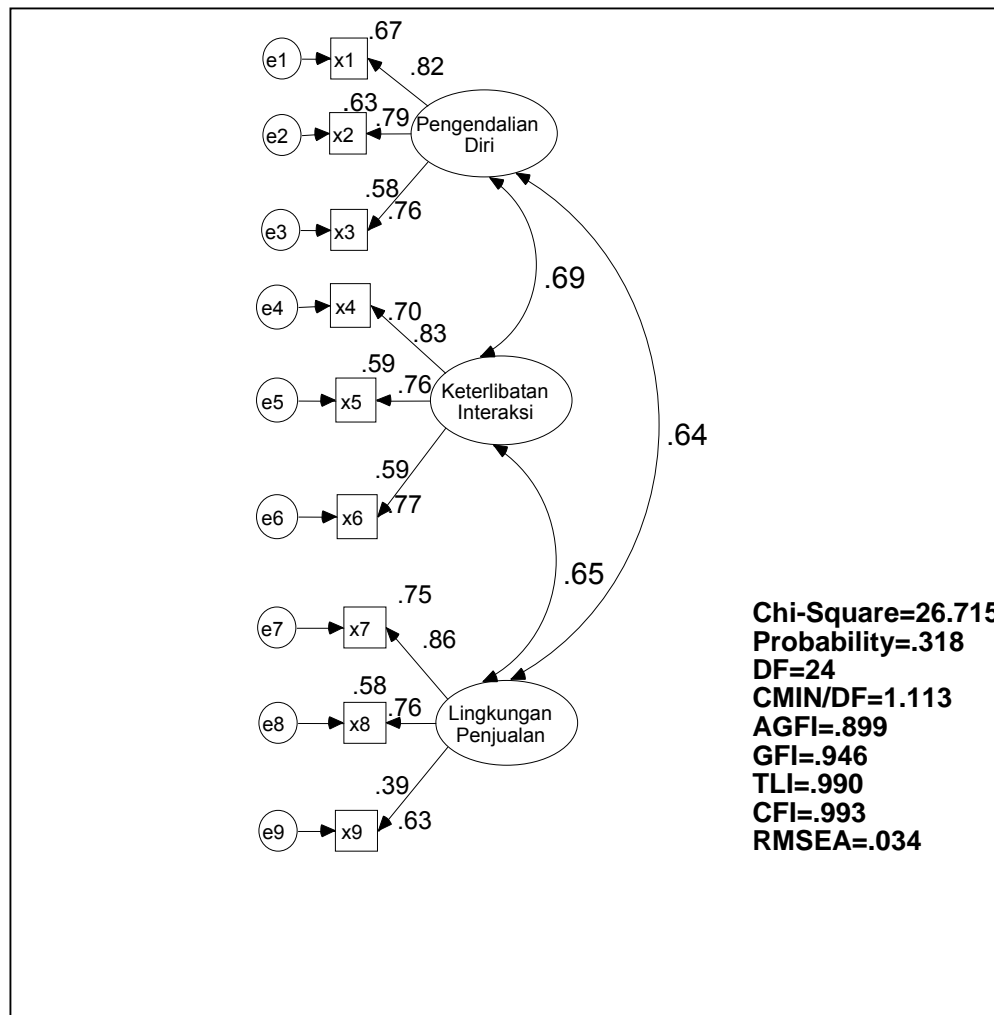 .67
e1 x1
.82
.63
e2 x2 .79
Pengendalian
Diri
.58
.76
e3 x3
.69
e4 x4 .70
.83
.59
e5 x5 .76
Keterlibatan
Interaksi
.64
.59
e6 x6 .77
.65
.75
e7 x7
.86
.58
e8 x8 .76
Lingkungan
Penjualan
.39
e9 x9 .63
Chi-Square=26.715
Probability=.318
DF=24
CMIN/DF=1.113
AGFI=.899
GFI=.946
TLI=.990
CFI=.993
RMSEA=.034